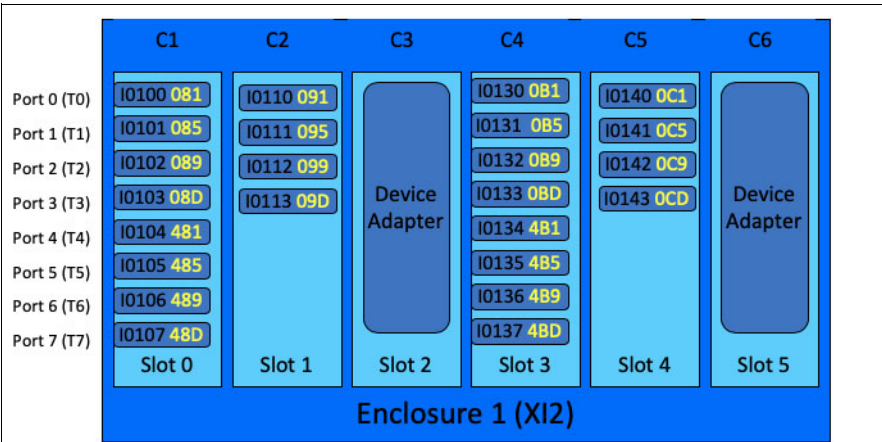 C1 C2 C3 C4 C5 C6
Port 0 (T0) I0100 081 I0110 091 I0130 0B1 I0140 0C1
Port 1 (T1) I0101 085 I0111 095 I0131 0B5 I0141 0C5
Port 2 (T2) I0102 089 I0112 099 I0132 0B9 I0142 0C9
Port 3 (T3) I0103 08D I0113 09D Device Adapter I0133 0BD I0143 0CD Device Adapter
Port 4 (T4) I0104 481 I0134 4B1
Port 5 (T5) I0105 485 I0135 4B5
Port 6 (T6) I0106 489 I0136 4B9
Port 7 (T7) I0107 48D I0137 4BD
Slot 0 Slot 1 Slot 2 Slot 3 Slot 4 Slot 5
Enclosure 1 (XI2)